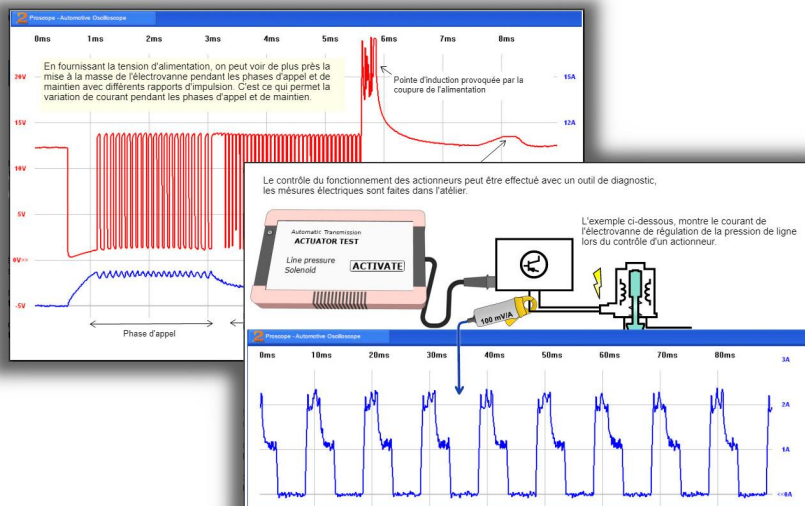 2 Proscope - Automotive Oscilloscope
0ms 1ms 2ms 3ms 6ms 7ms 8ms
En fournissant la tension d'alimentation, on peut voir de plus près la
mise à la masse de l'électrovanne pendant les phases d'appel et de
maintien avec différents rapports d'impulsion. C'est ce qui permet la
variation de courant pendant les phases d'appel et de maintien.
Pointe d'induction provoquée par la
coupure de l'alimentation
20V 15A
15V 12A
10V
5V
0V>>
-5V
Phase d'appel
Le contrôle du fonctionnement des actionneurs peut être effectué avec un outil de diagnostic,
les mésures électriques sont faites dans l'atélier.
Automatic Transmission
ACTUATOR TEST
Line pressure
Solenoid
ACTIVATE
L'exemple ci-dessous, montre le courant de
l'électrovanne de régulation de la pression de ligne
lors du contrôle d'un actionneur.
100 mV/A
2 Proscope - Automotive Oscilloscope
0ms 10ms 20ms 30ms 40ms 50ms 60ms 70ms 80ms
3A
2A
1A
<<0A